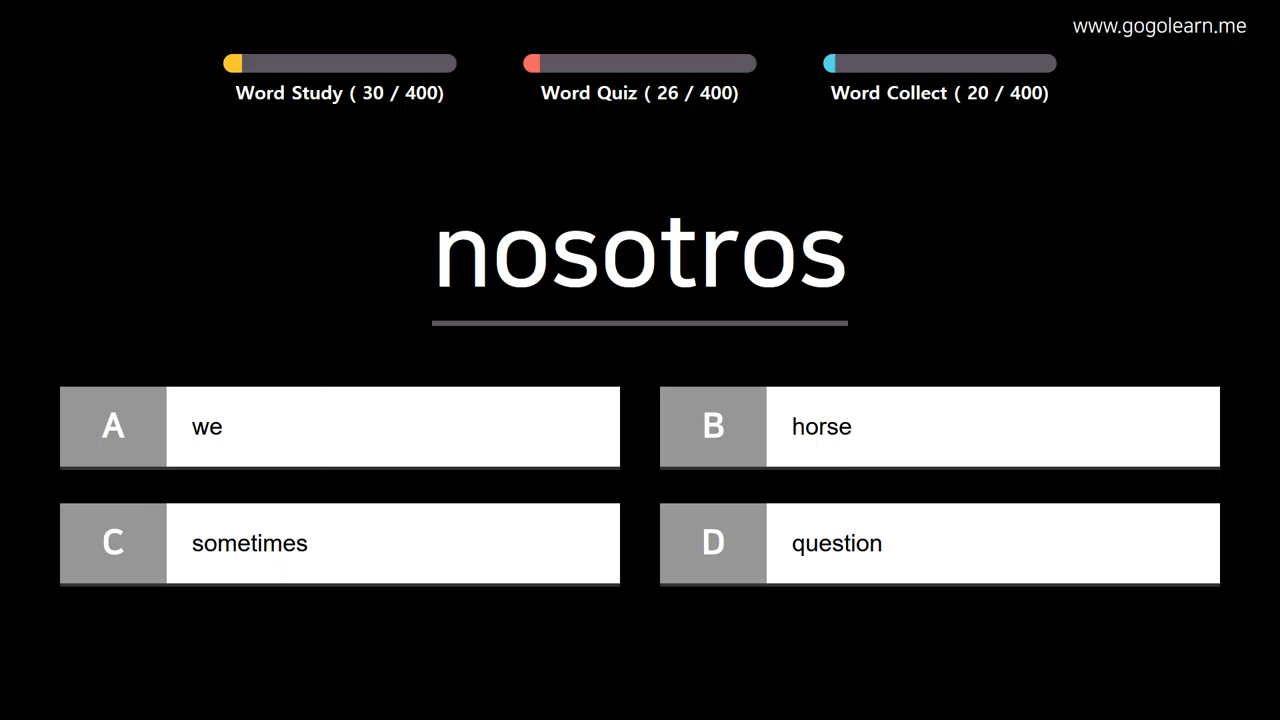 www.gogolearn.me
Word Study ( 30 / 400)
Word Quiz ( 26 / 400)
Word Collect ( 20 / 400)
nosotros
A we
B horse
C sometimes
D question